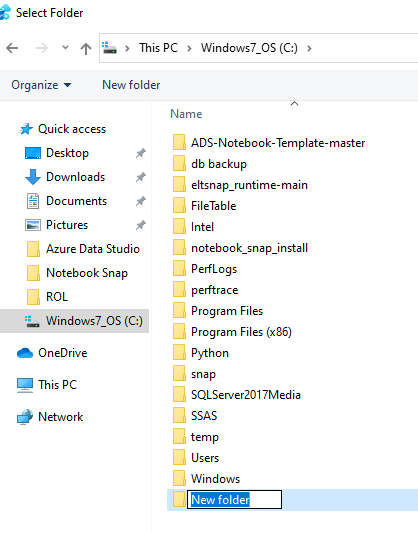 Select Folder
This PC > Windows7_OS (C:) >
Organize New folder
Name
Quick access
Desktop
Downloads
Documents
Pictures
Azure Data Studio
Notebook Snap
ROL
Windows7_OS (C:)
OneDrive
This PC
Network
ADS-Notebook-Template-master
db backup
eltsnap_runtime-main
FileTable
Intel
notebook_snap_install
PerfLogs
perftrace
Program Files
Program Files (x86)
Python
snap
SQLServer2017Media
SSAS
temp
Users
Windows
New folder